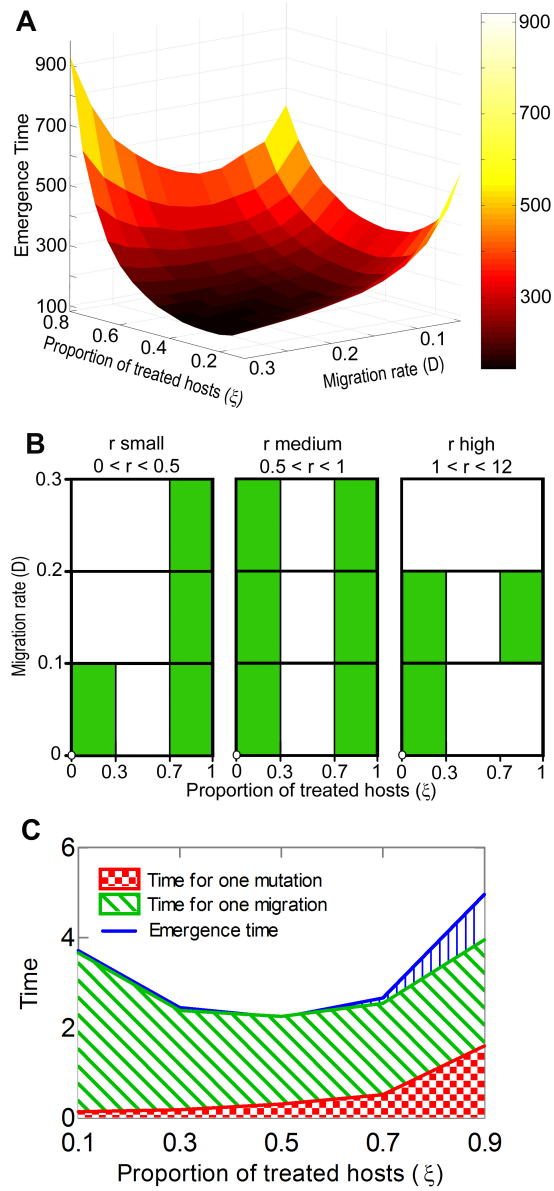 A
900
700
500
300
100
Emergence Time
0.8
0.6
0.4
0.2
Proportion of treated hosts (ξ)
0.3
0.2
0.1
Migration rate (D)
900
700
500
300
B
r small
0 < r < 0.5
r medium
0.5 < r < 1
r high
1 < r < 12
0.3
0.2
0.1
0
Migration rate (D)
0 0.3 0.7 1
0 0.3 0.7 1
0 0.3 0.7 1
Proportion of treated hosts (ξ)
C
6
4
2
0
Time
Time for one mutation
Time for one migration
Emergence time
0.1 0.3 0.5 0.7 0.9
Proportion of treated hosts (ξ)